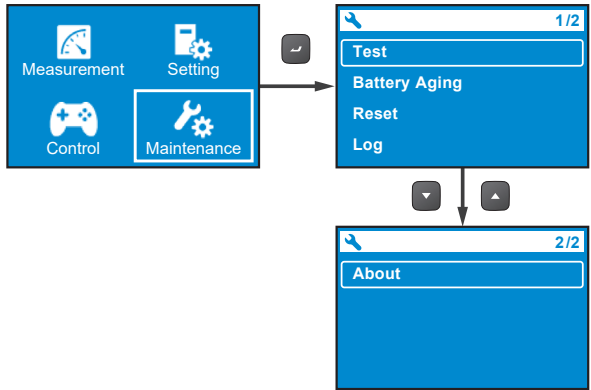 Measurement
Setting
Control
Maintenance
1/2
Test
Battery Aging
Reset
Log
2/2
About